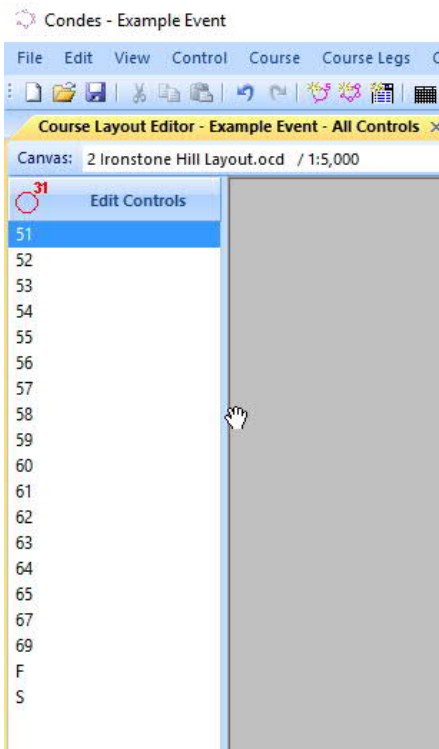 Condes - Example Event
File Edit View Control Course Course Legs
Course Layout Editor - Example Event - All Controls
Canvas: 2 Ironstone Hill Layout.ocd / 1:5,000
31
Edit Controls
51
52
53
54
55
56
57
58
59
60
61
62
63
64
65
67
69
F
S